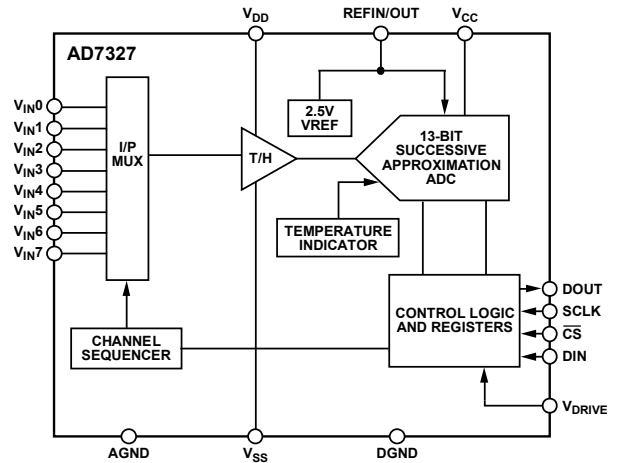 V_DD REFIN/OUT V_CC
AD7327
V_IN0
V_IN1
V_IN2
V_IN3
V_IN4
V_IN5
V_IN6
V_IN7
I/P
MUX
T/H
2.5V
VREF
13-BIT
SUCCESSIVE
APPROXIMATION
ADC
TEMPERATURE
INDICATOR
CHANNEL
SEQUENCER
CONTROL LOGIC
AND REGISTERS
DOUT
SCLK
C̅S̅
DIN
V_DRIVE
AGND V_SS DGND